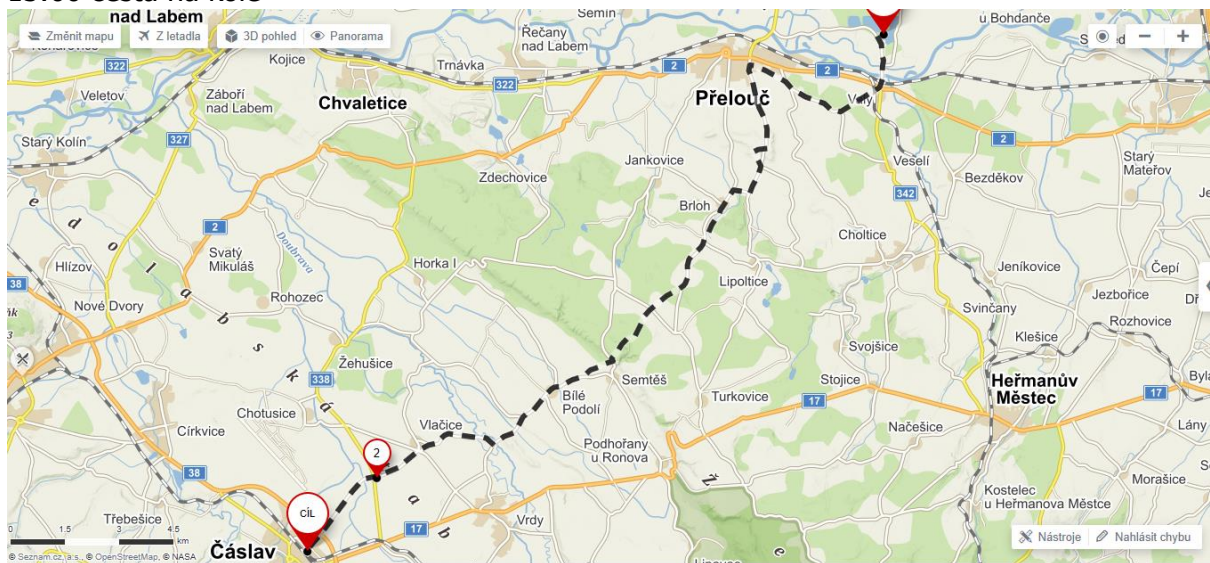 nad Labem
Změnit mapu
Z letadla
3D pohled
Panorama
Semín
u Bohdanče
Řečany
nad Labem
322
Kojice
Trnávka
322
2
2
Veletov
Záboří
nad Labem
Chvaletice
Přelouč
Valy
Starý Kolín
327
2
Jankovice
Veselí
Starý
Mateřov
Zdechovice
Bezděkov
342
Brloh
2
Doubrava
Choltice
Svatý
Mikuláš
Hlízov
Horka I
Lipoltice
Jeníkovice
Čepí
38
Rohozec
Nové Dvory
Jezbořice
Svinčany
Rozhovice
Klešice
Žehušice
Svojšice
338
Semtěš
Stojice
Heřmanův
Městec
17
Bílé
Podolí
Turkovice
17
Chotusice
Vlačice
Církvice
Načešice
Lány
Podhořany
u Ronova
2
38
Morašice
Kostelec
u Heřmanova Městce
CÍL
Třebešice
17
Vrdy
0 1.5 3 4.5
km
Čáslav
Nástroje
Nahlásit chybu
© Seznam.cz, a.s., © OpenStreetMap, © NASA